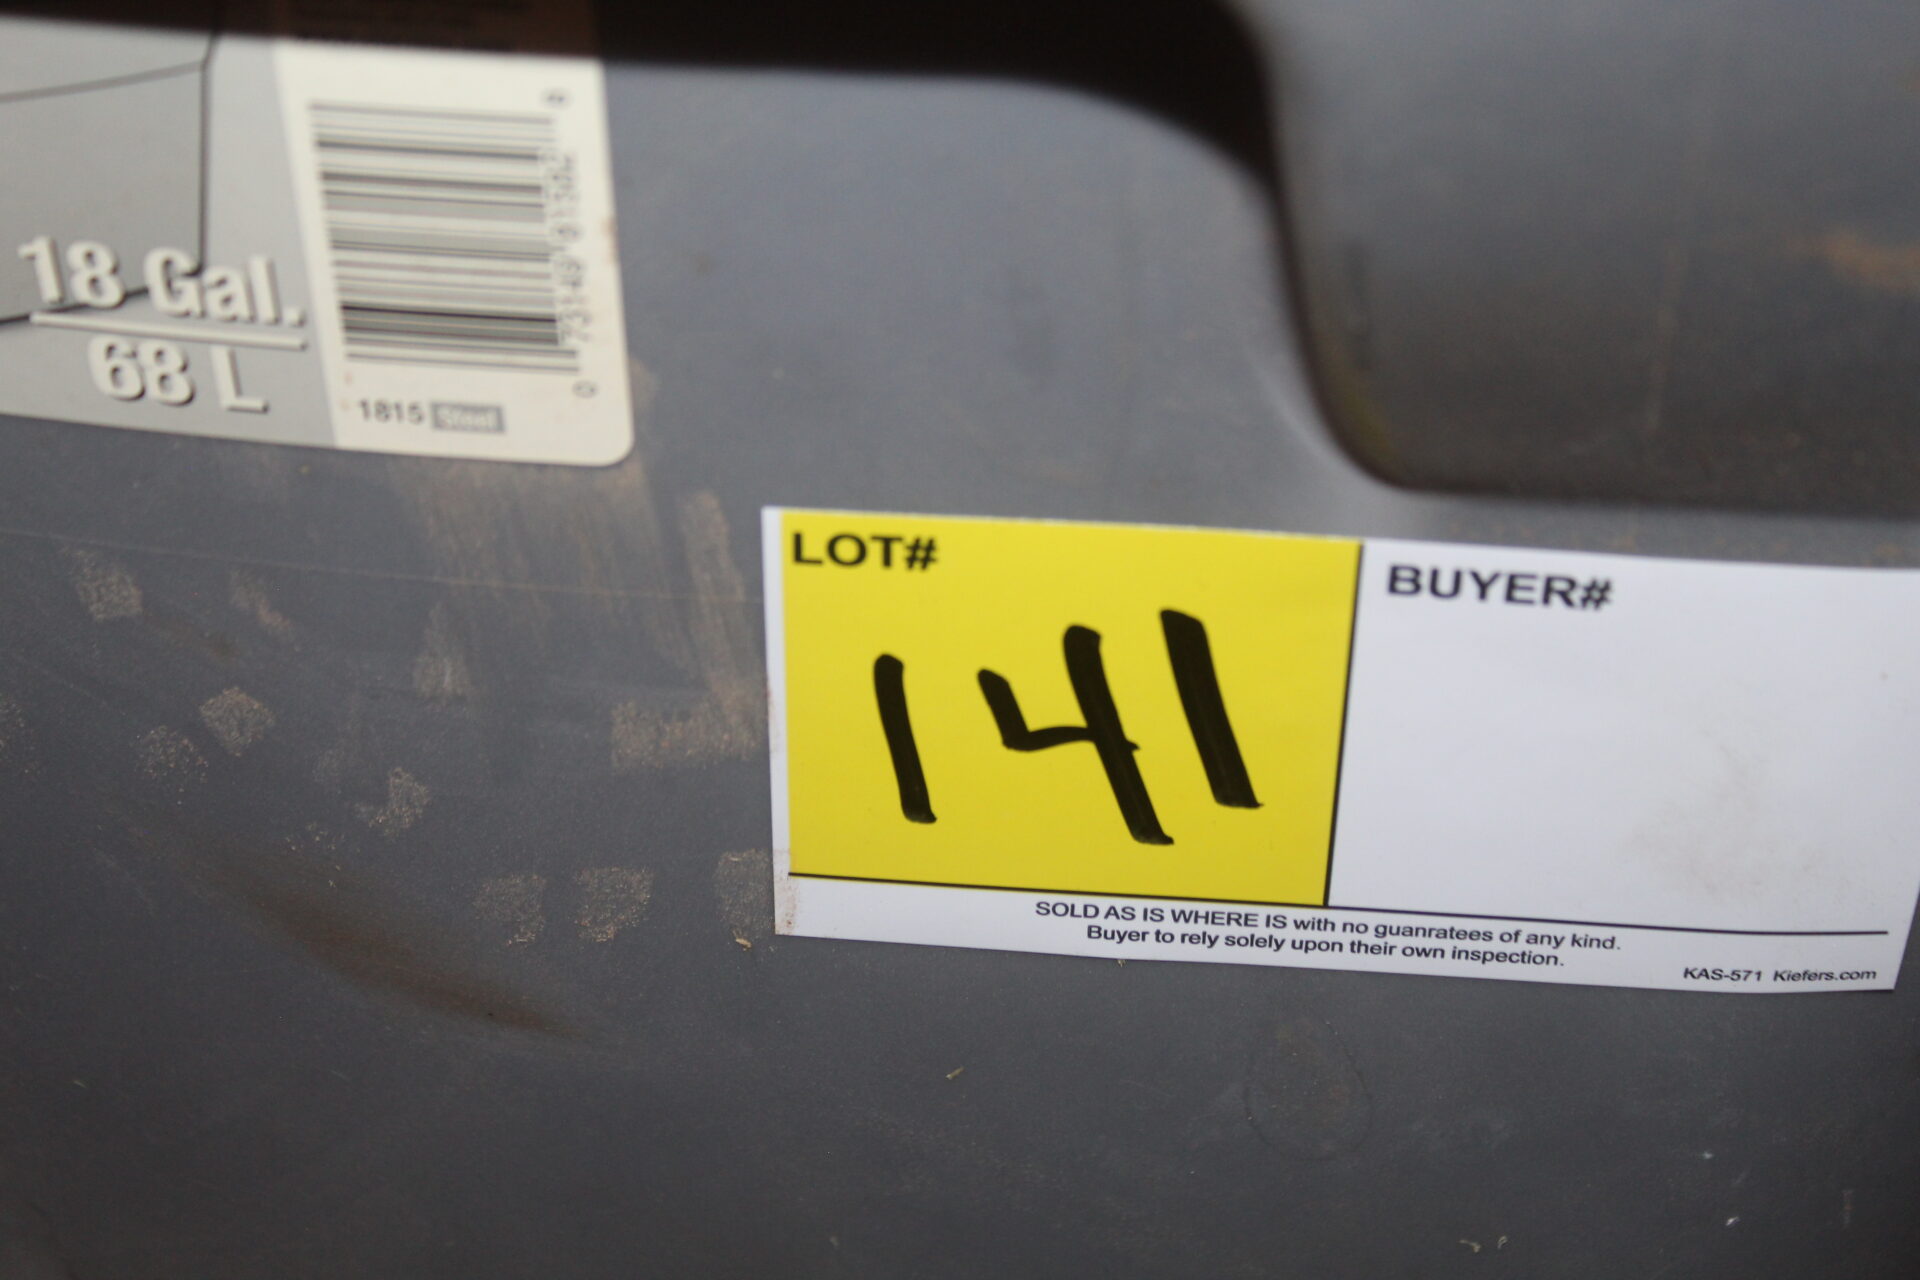 18 Gal.
68 L
1815 Steel
LOT#
141
BUYER#
SOLD AS IS WHERE IS with no guanratees of any kind.
Buyer to rely solely upon their own inspection.
KAS-571 Kiefers.com